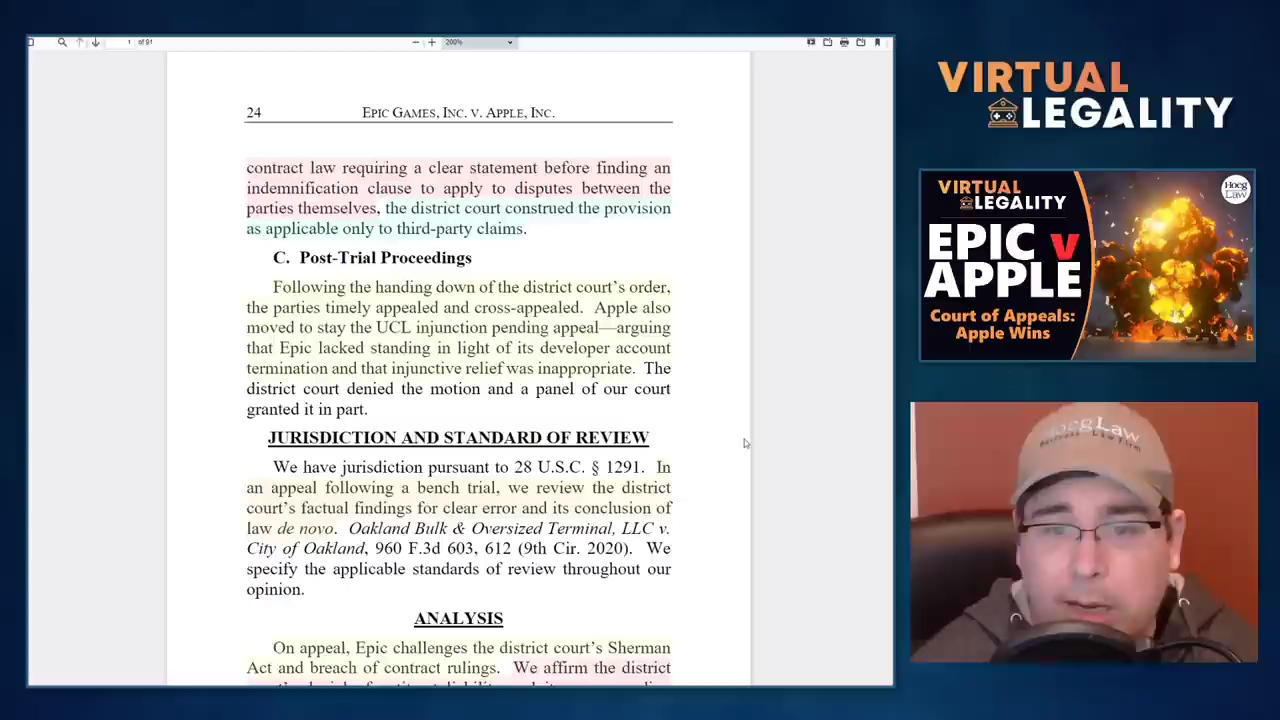 1 of 91
200%
24 EPIC GAMES, INC. V. APPLE, INC.
contract law requiring a clear statement before finding an
indemnification clause to apply to disputes between the
parties themselves, the district court construed the provision
as applicable only to third-party claims.
C. Post-Trial Proceedings
Following the handing down of the district court's order,
the parties timely appealed and cross-appealed. Apple also
moved to stay the UCL injunction pending appeal—arguing
that Epic lacked standing in light of its developer account
termination and that injunctive relief was inappropriate. The
district court denied the motion and a panel of our court
granted it in part.
JURISDICTION AND STANDARD OF REVIEW
We have jurisdiction pursuant to 28 U.S.C. § 1291. In
an appeal following a bench trial, we review the district
court's factual findings for clear error and its conclusion of
law de novo. Oakland Bulk & Oversized Terminal, LLC v.
City of Oakland, 960 F.3d 603, 612 (9th Cir. 2020). We
specify the applicable standards of review throughout our
opinion.
ANALYSIS
On appeal, Epic challenges the district court's Sherman
Act and breach of contract rulings. We affirm the district
VIRTUAL
LEGALITY
VIRTUAL
LEGALITY
Hoeg
Law
EPIC v
APPLE
Court of Appeals:
Apple Wins
Hoeg Law